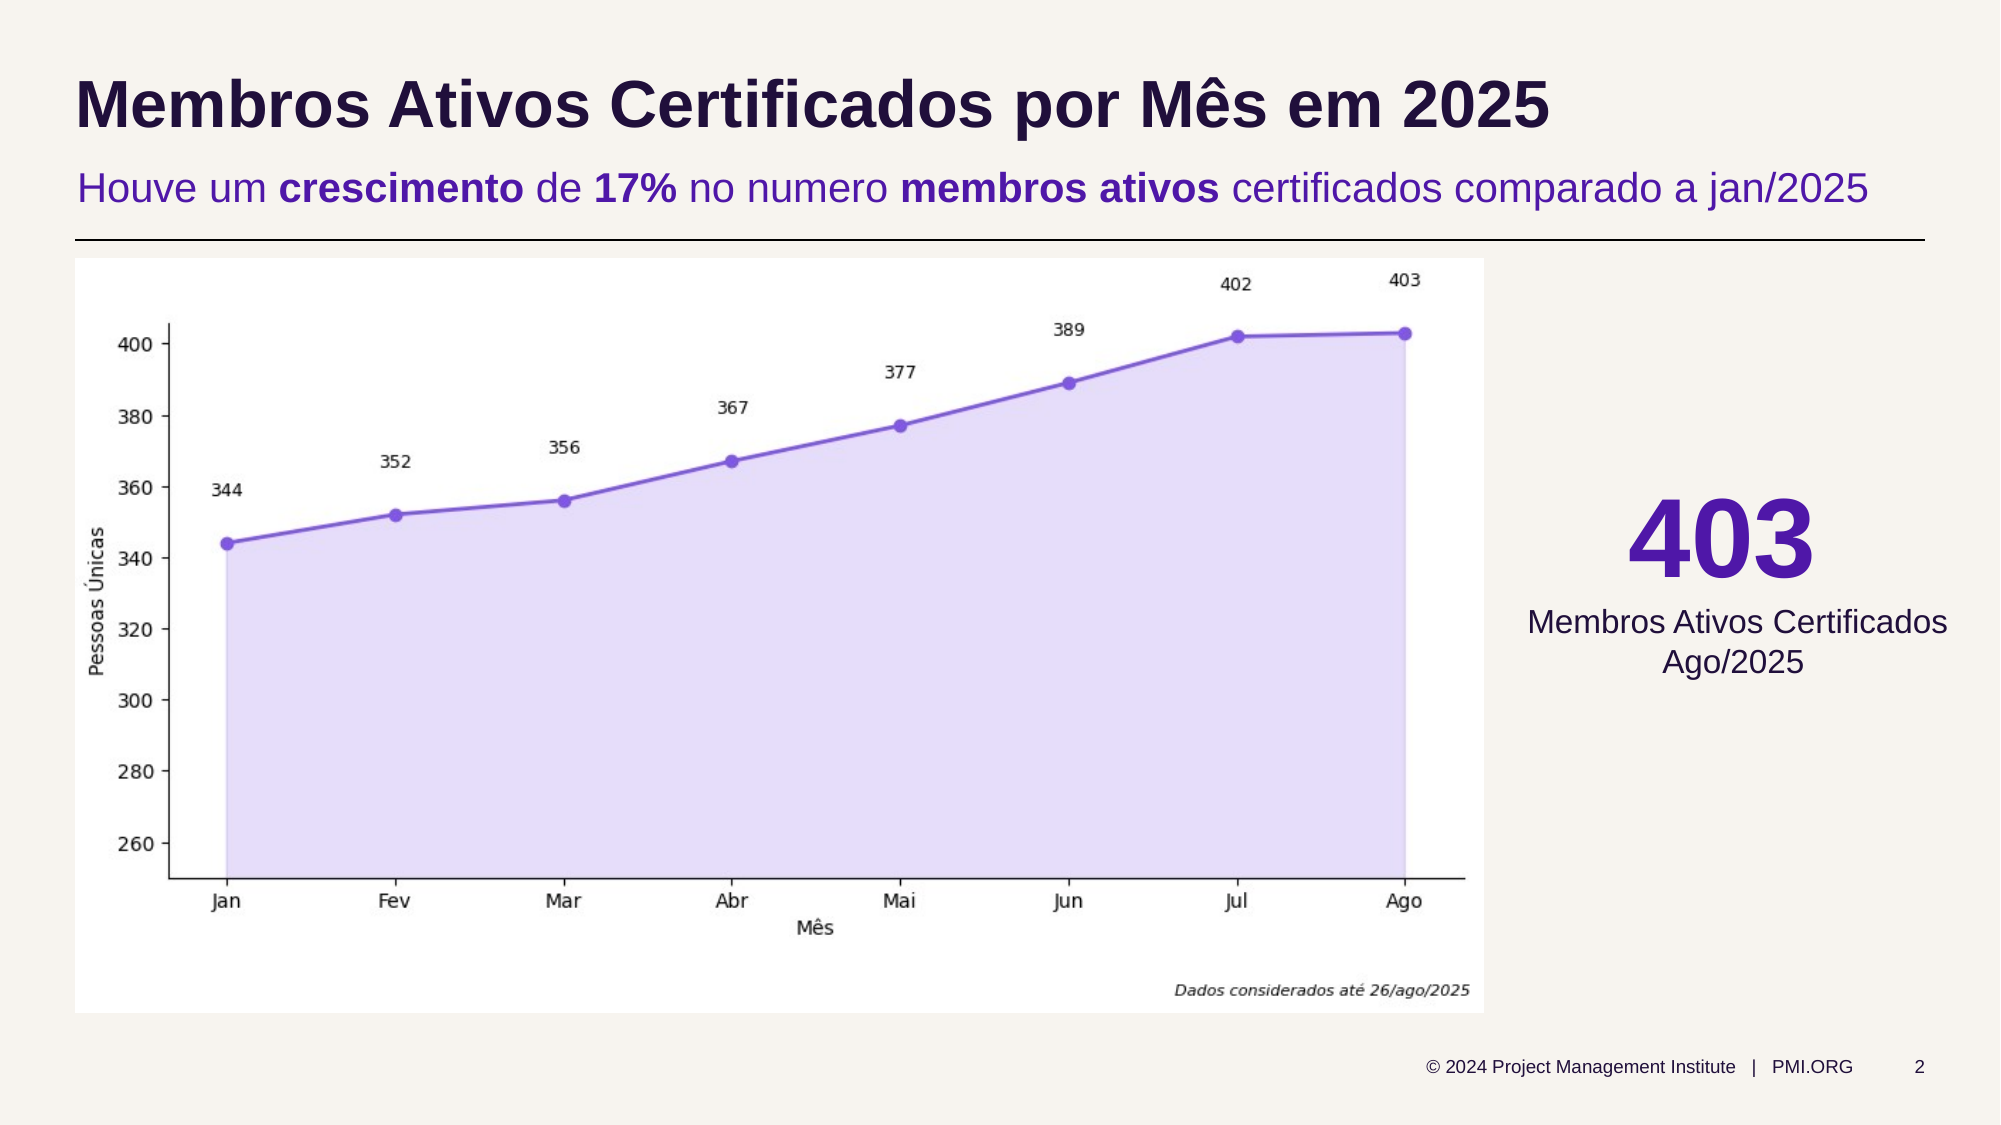 Membros Ativos Certificados por Mês em 2025
Houve um crescimento de 17% no numero membros ativos certificados comparado a jan/2025
344
352
356
367
377
389
402
403
400
380
360
340
320
300
280
260
Pessoas Únicas
Jan
Fev
Mar
Abr
Mai
Jun
Jul
Ago
Mês
Dados considerados até 26/ago/2025
403
Membros Ativos Certificados
Ago/2025
© 2024 Project Management Institute | PMI.ORG 2